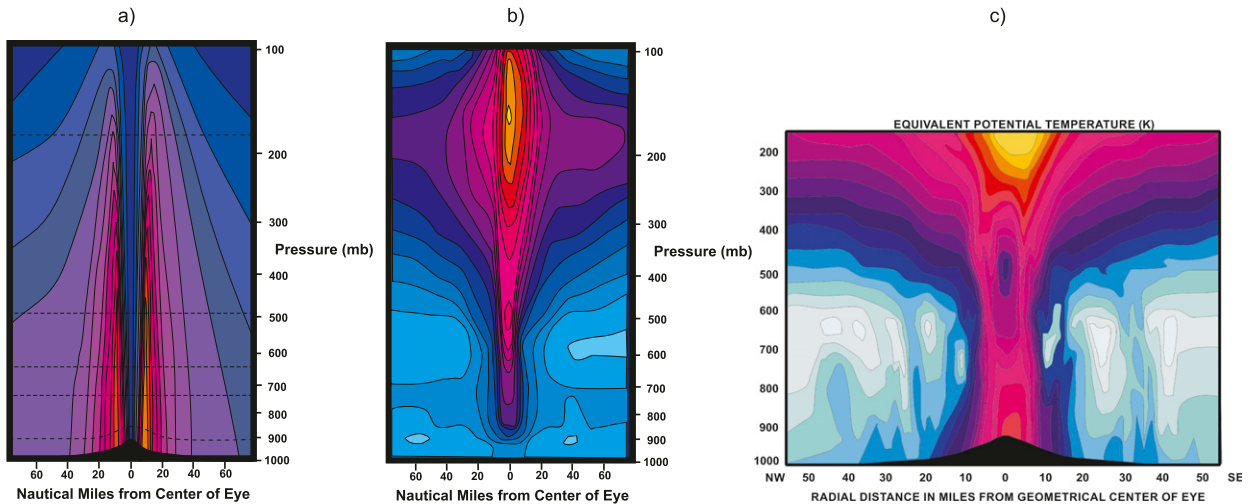 a)
b)
c)
100
200
300
400
500
600
700
800
900
1000
Pressure (mb)
60 40 20 0 20 40 60
Nautical Miles from Center of Eye
100
200
300
400
500
600
700
800
900
1000
Pressure (mb)
60 40 20 0 20 40 60
Nautical Miles from Center of Eye
EQUIVALENT POTENTIAL TEMPERATURE (K)
200
300
400
500
600
700
800
900
1000
NW 50 40 30 20 10 0 10 20 30 40 50 SE
RADIAL DISTANCE IN MILES FROM GEOMETRICAL CENTER OF EYE